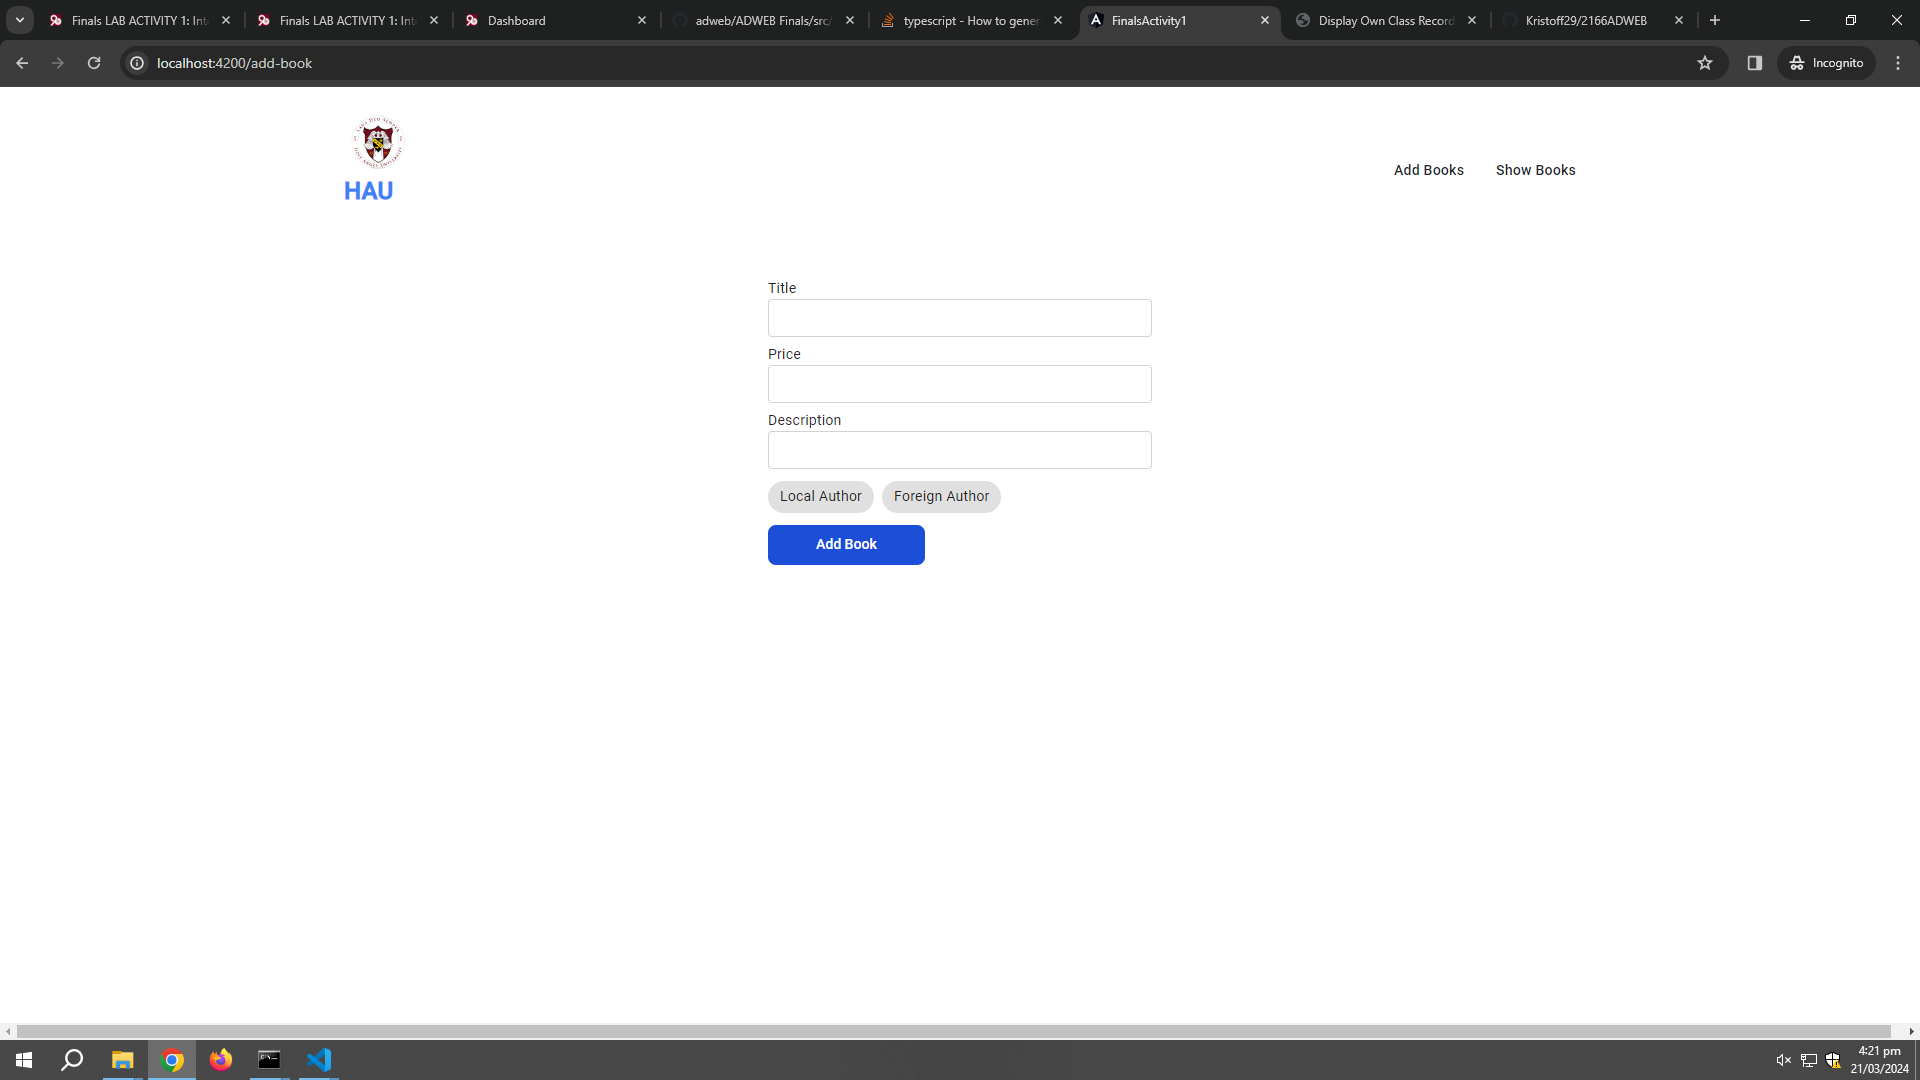 Finals LAB ACTIVITY 1: Int
Finals LAB ACTIVITY 1: Int
Dashboard
adweb/ADWEB Finals/src/
typescript - How to gener
FinalsActivity1
Display Own Class Record
Kristoff29/2166ADWEB
localhost:4200/add-book
Incognito
HAU
Add Books
Show Books
Title
Price
Description
Local Author
Foreign Author
Add Book
4:21 pm
21/03/2024